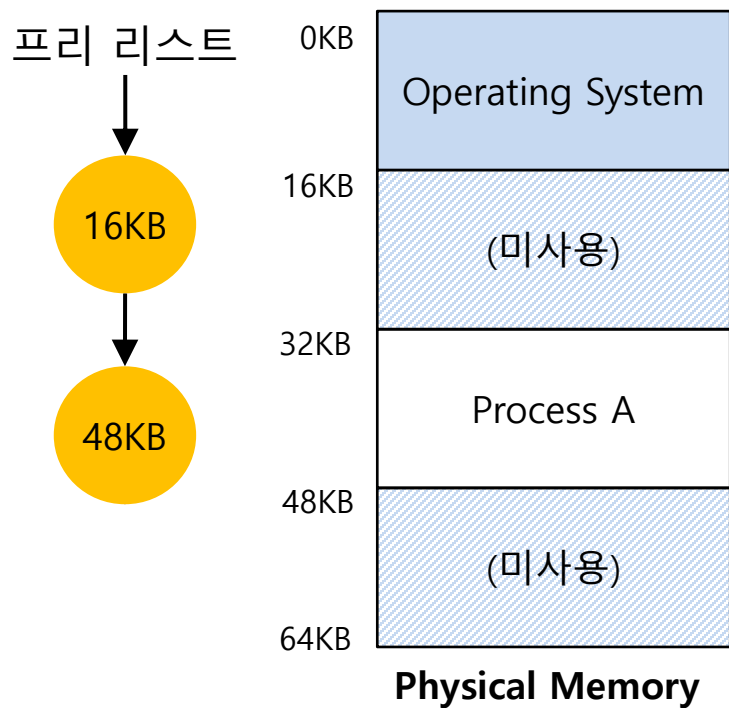 프리 리스트
16KB
48KB
0KB
16KB
32KB
48KB
64KB
Operating System
(미사용)
Process A
(미사용)
Physical Memory